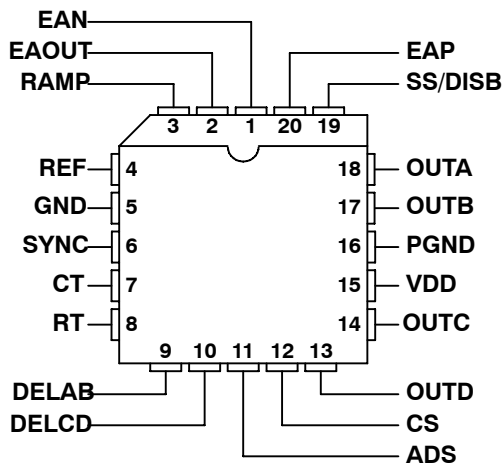 EAN
EAOUT EAP
RAMP SS/DISB
3 2 1 20 19
REF 4 18 OUTA
GND 5 17 OUTB
SYNC 6 16 PGND
CT 7 15 VDD
RT 8 14 OUTC
9 10 11 12 13
DELAB OUTD
DELCD CS
ADS